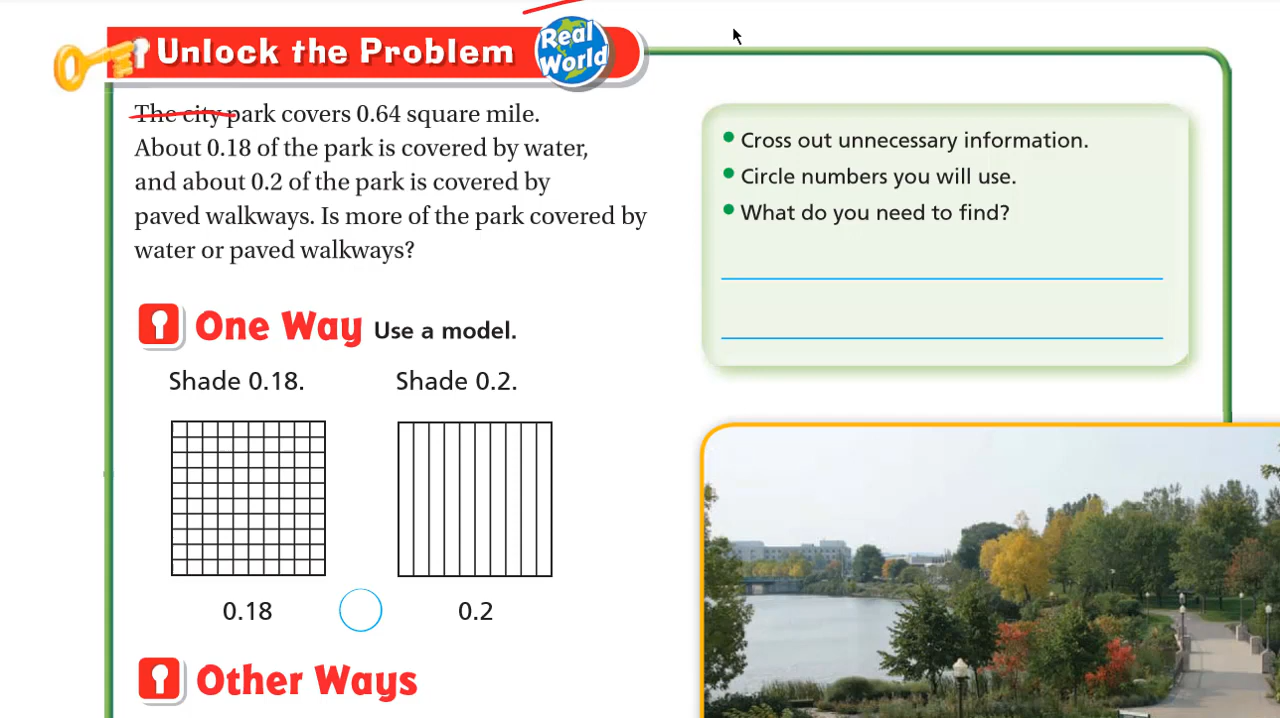 Unlock the Problem
Real
World
The city park covers 0.64 square mile.
About 0.18 of the park is covered by water,
and about 0.2 of the park is covered by
paved walkways. Is more of the park covered by
water or paved walkways?
• Cross out unnecessary information.
• Circle numbers you will use.
• What do you need to find?
One Way Use a model.
Shade 0.18. Shade 0.2.
0.18 0.2
Other Ways